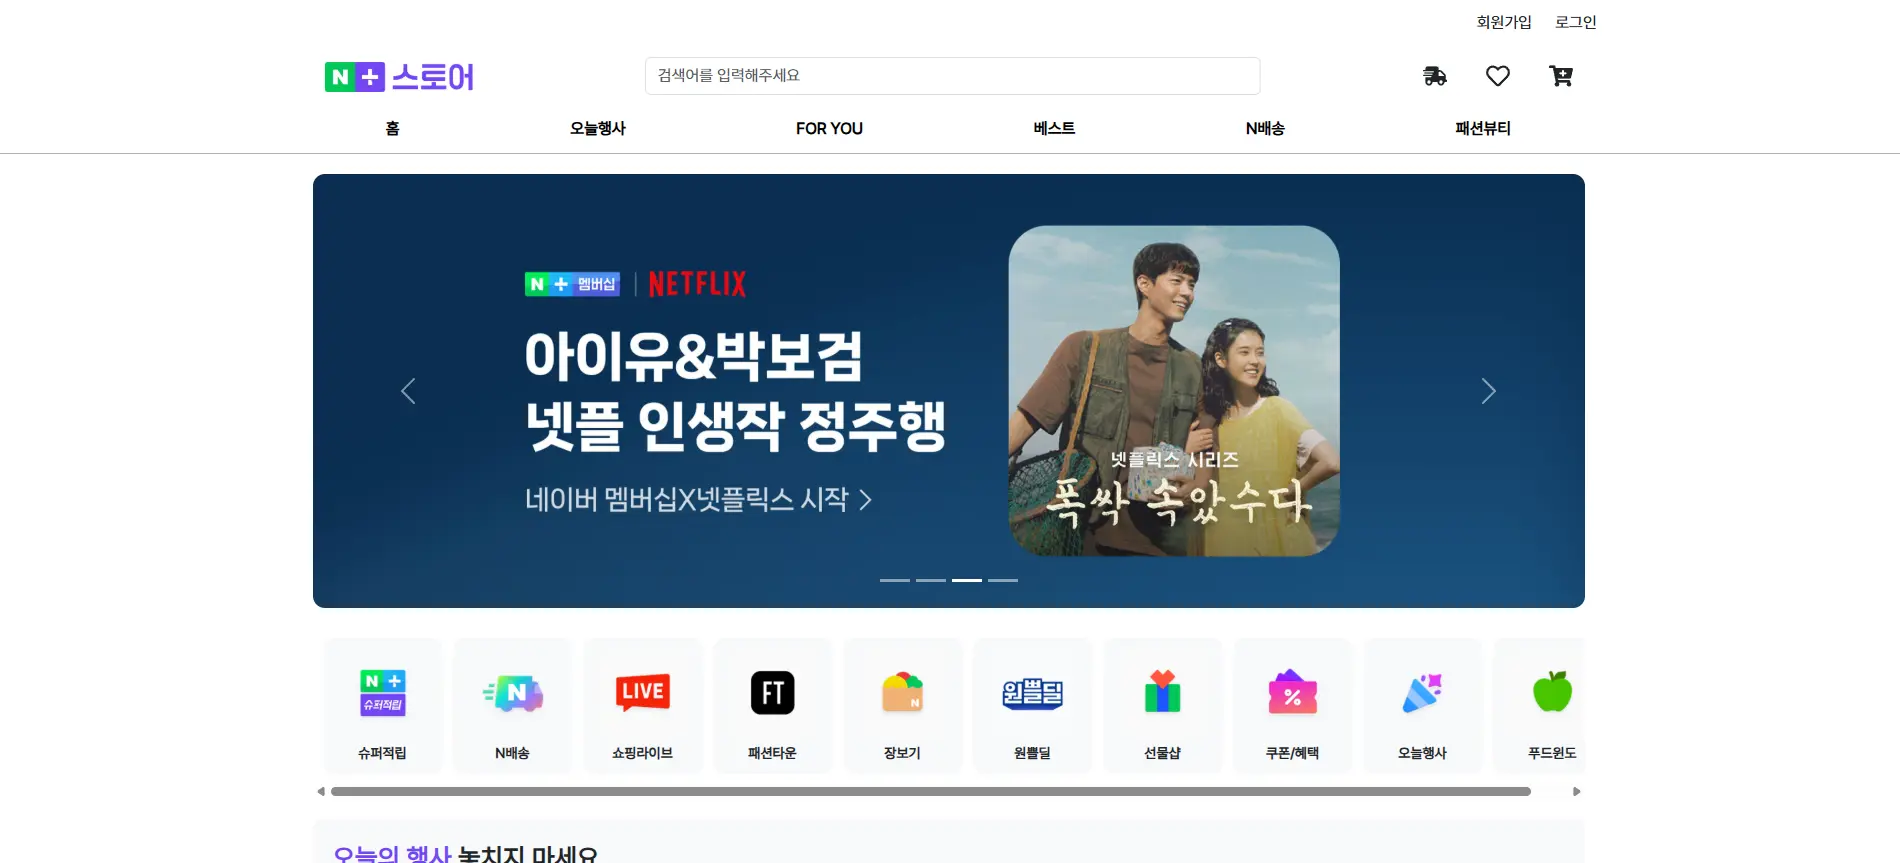 회원가입 로그인
N+ 스토어
검색어를 입력해주세요
홈 오늘행사 FOR YOU 베스트 N배송 패션뷰티
N+ 멤버십 | NETFLIX
아이유&박보검
넷플 인생작 정주행
네이버 멤버십X넷플릭스 시작 >
넷플릭스 시리즈
폭싹 속았수다
N+
슈퍼적립
N
LIVE
FT
N
원쁠딜
%
슈퍼적립 N배송 쇼핑라이브 패션타운 장보기 원쁠딜 선물샵 쿠폰/혜택 오늘행사 푸드윈도
오늘의 행사 놓치지 마세요